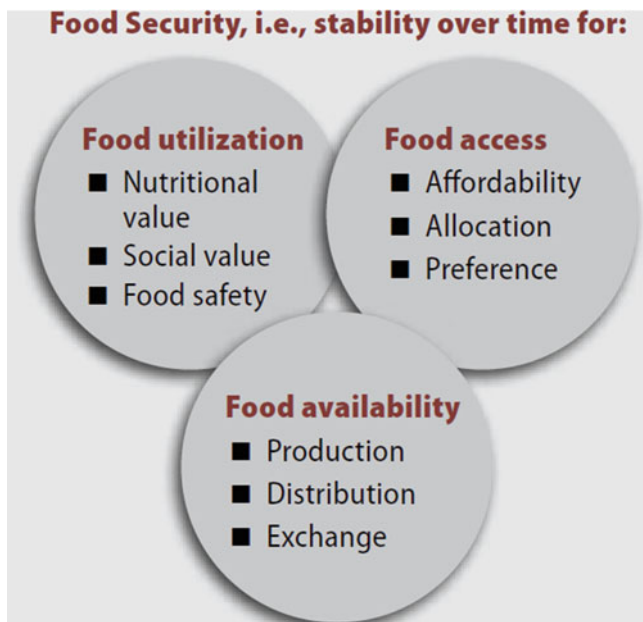 Food Security, i.e., stability over time for:
Food utilization
■ Nutritional
value
■ Social value
■ Food safety
Food access
■ Affordability
■ Allocation
■ Preference
Food availability
■ Production
■ Distribution
■ Exchange